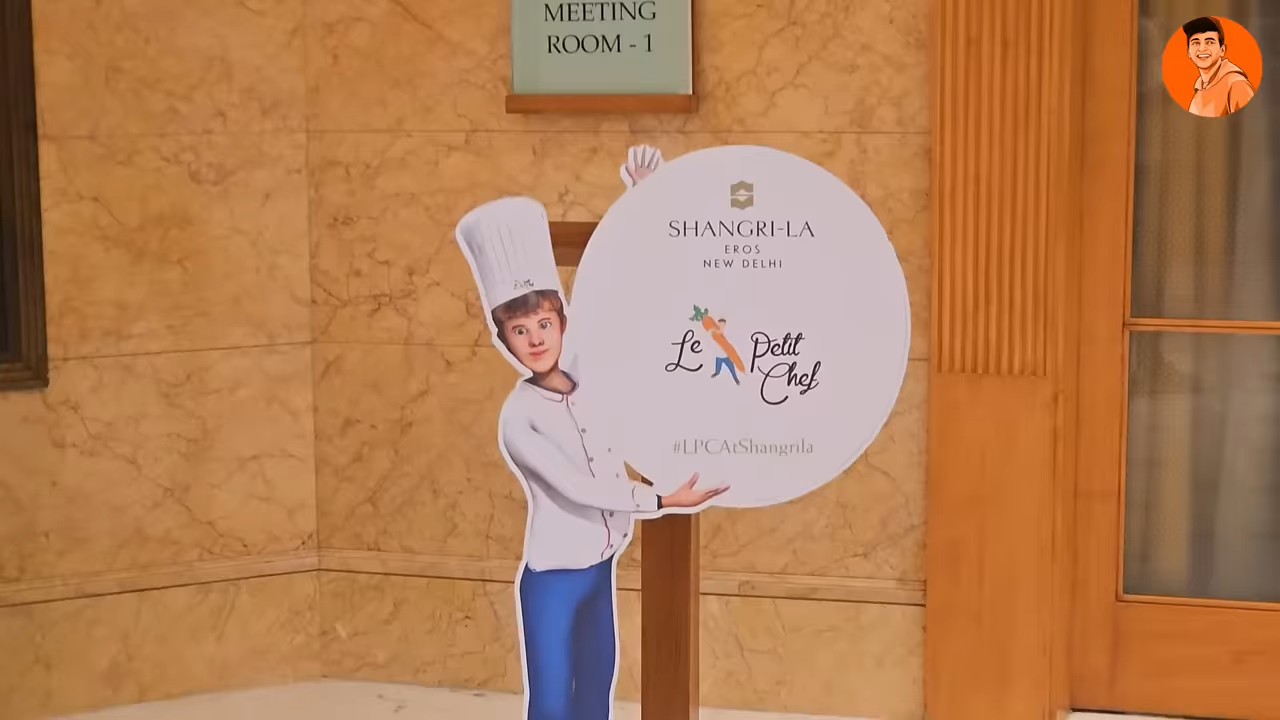 MEETING
ROOM - 1
SHANGRI-LA
EROS
NEW DELHI
Le Petit
Chef
#LPCAtShangrila